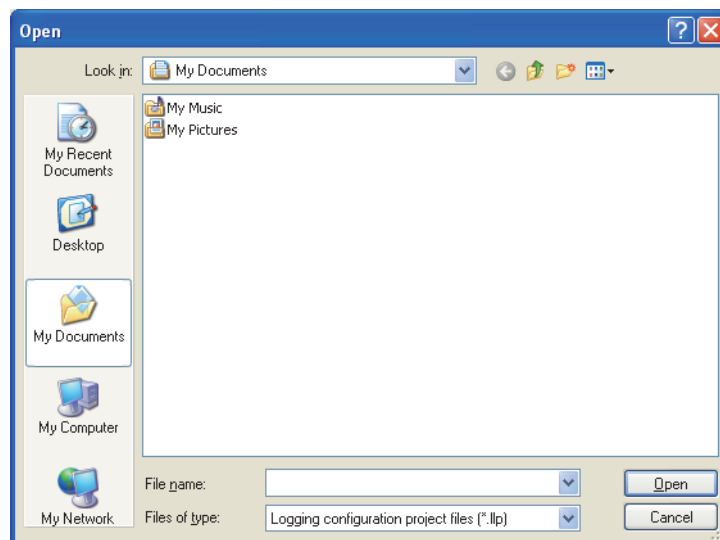 Open
Look in: My Documents
My Music
My Pictures
My Recent
Documents
Desktop
My Documents
My Computer
My Network
File name:
Open
Files of type: Logging configuration project files (*.llp)
Cancel